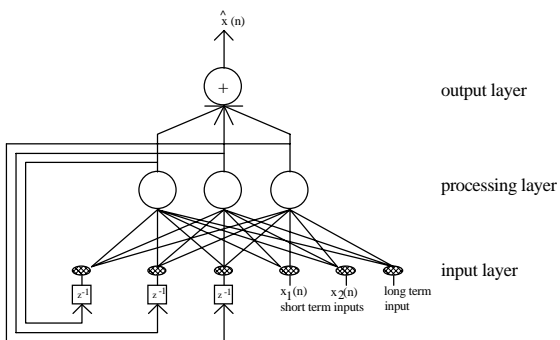 x̂(n)
+
output layer
processing layer
input layer
z⁻¹ z⁻¹ z⁻¹ x₁(n) x₂(n) long term
short term inputs input